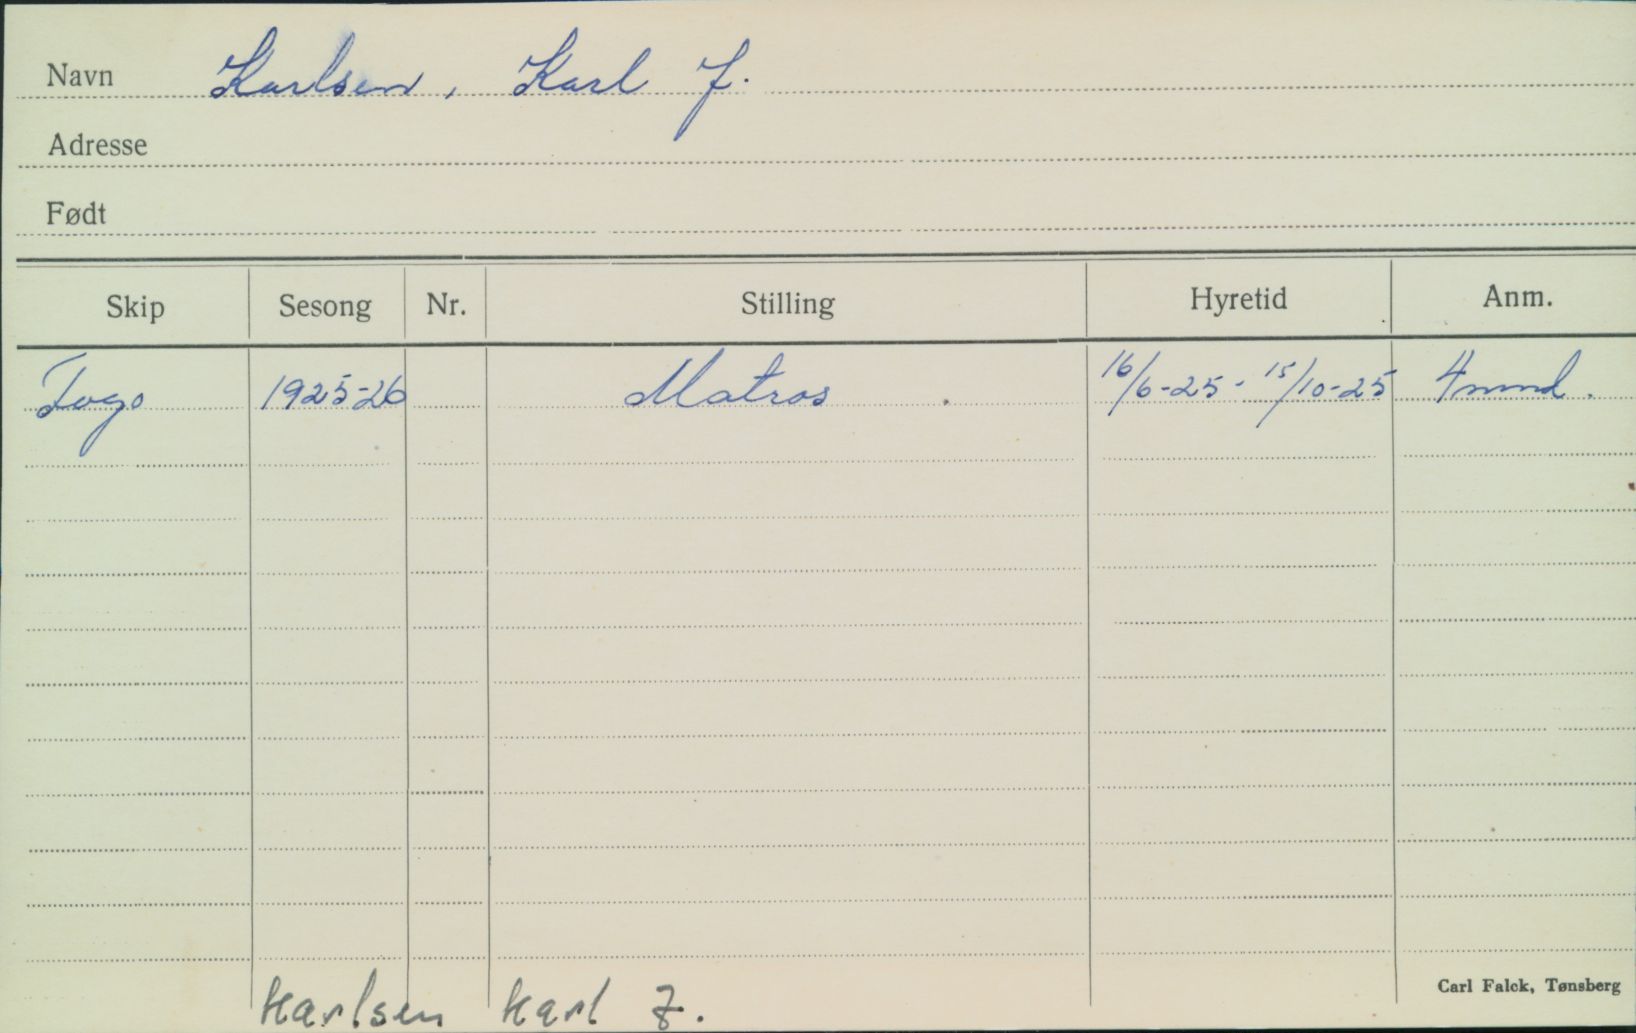 Navn Karlsen, Karl J.
Adresse
Født
Skip Sesong Nr. Stilling Hyretid Anm.
Fogo 1925-26 Matros 16/6-25 - 15/10-25 4 mnd.
Carl Falck, Tønsberg
Karlsen Karl J.